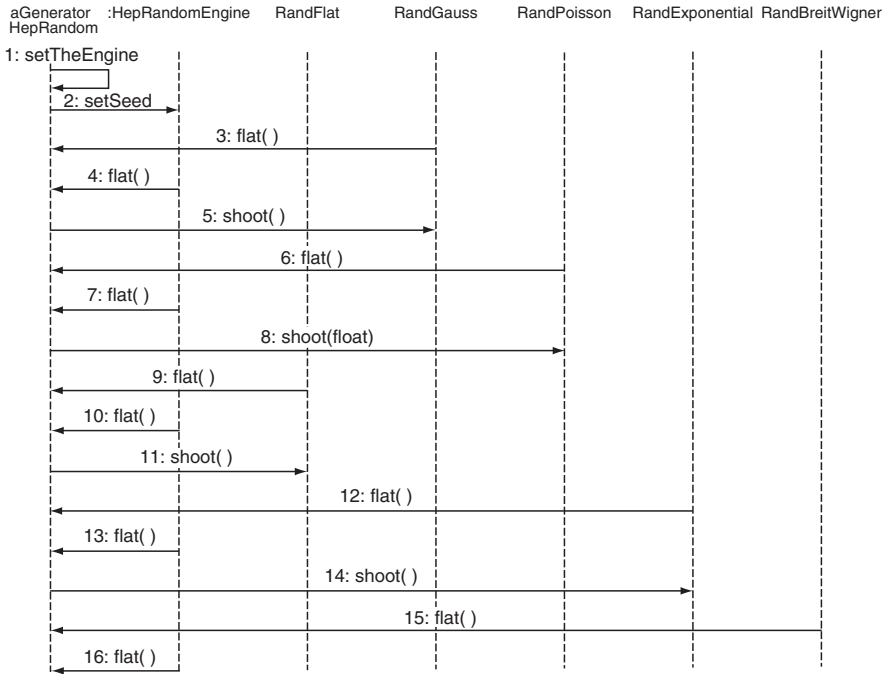 aGenerator :HepRandomEngine RandFlat RandGauss RandPoisson RandExponential RandBreitWigner
HepRandom
1: setTheEngine
2: setSeed
3: flat( )
4: flat( )
5: shoot( )
6: flat( )
7: flat( )
8: shoot(float)
9: flat( )
10: flat( )
11: shoot( )
12: flat( )
13: flat( )
14: shoot( )
15: flat( )
16: flat( )